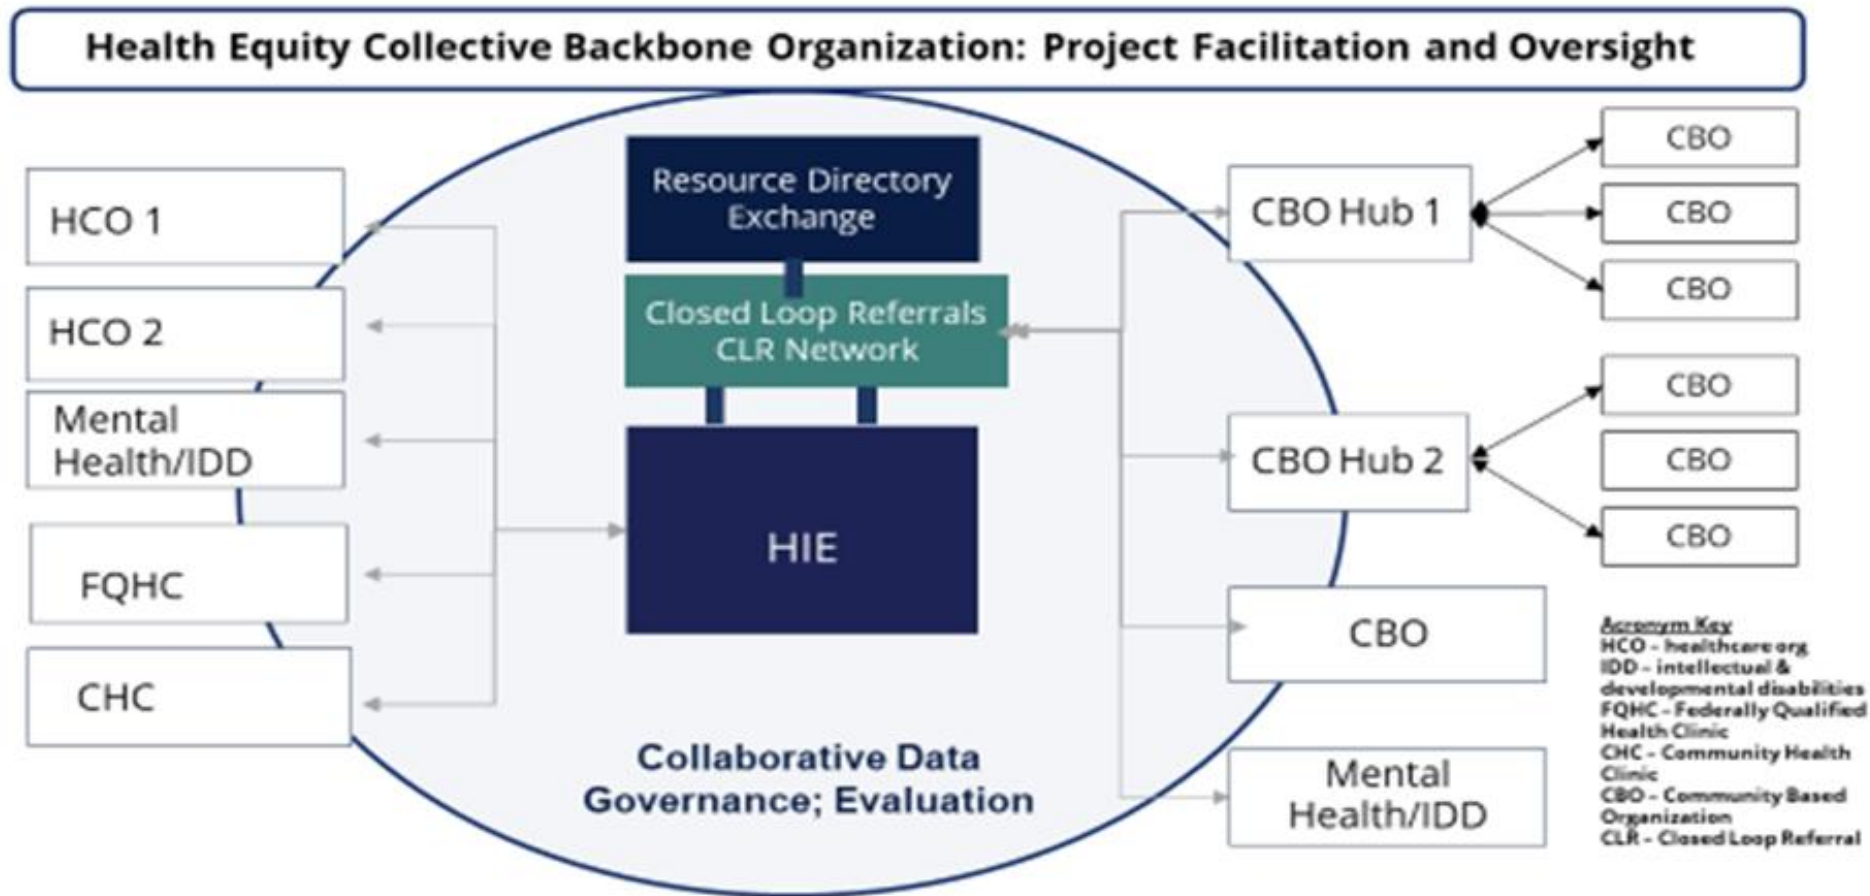 Health Equity Collective Backbone Organization: Project Facilitation and Oversight
HCO 1
HCO 2
Mental
Health/IDD
FQHC
CHC
Resource Directory
Exchange
Closed Loop Referrals
CLR Network
HIE
Collaborative Data
Governance; Evaluation
CBO Hub 1
CBO Hub 2
CBO
Mental
Health/IDD
CBO
CBO
CBO
CBO
CBO
CBO
Acronym Key
HCO – healthcare org
IDD – intellectual &
developmental disabilities
FQHC – Federally Qualified
Health Clinic
CHC – Community Health
Clinic
CBO – Community Based
Organization
CLR – Closed Loop Referral